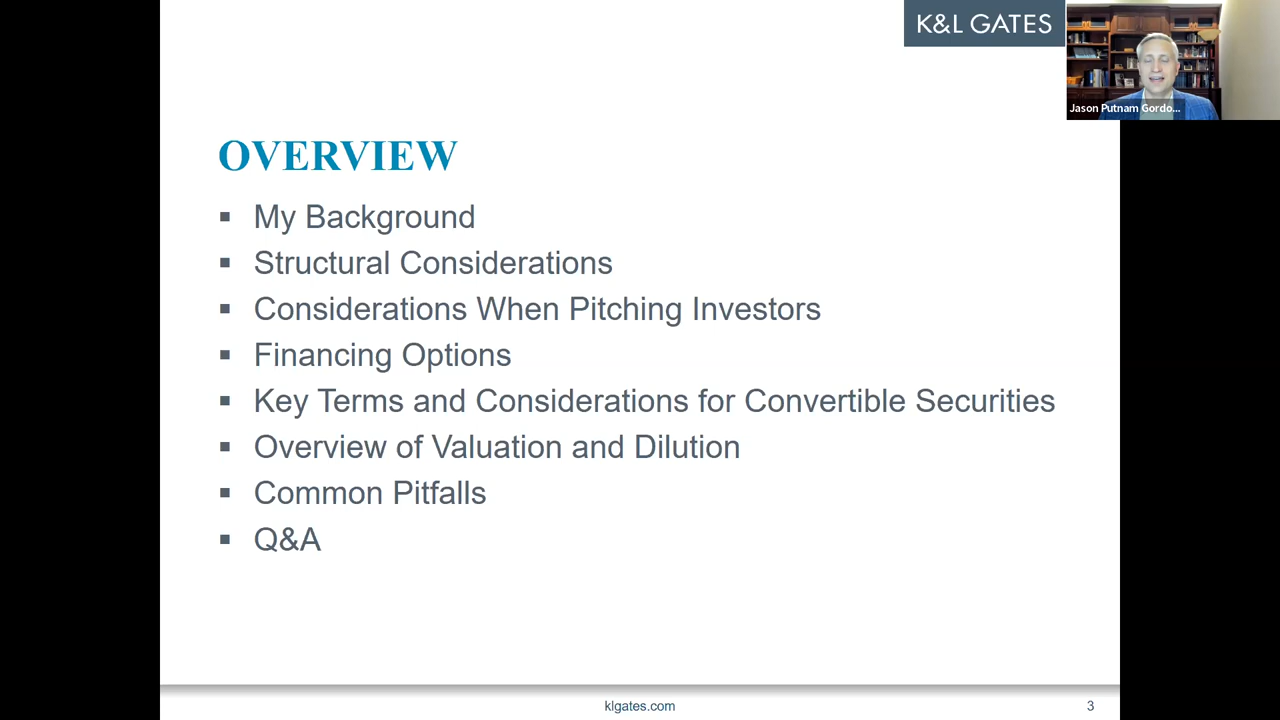 K&L GATES
Jason Putnam Gordo...
OVERVIEW
▪ My Background
▪ Structural Considerations
▪ Considerations When Pitching Investors
▪ Financing Options
▪ Key Terms and Considerations for Convertible Securities
▪ Overview of Valuation and Dilution
▪ Common Pitfalls
▪ Q&A
klgates.com
3